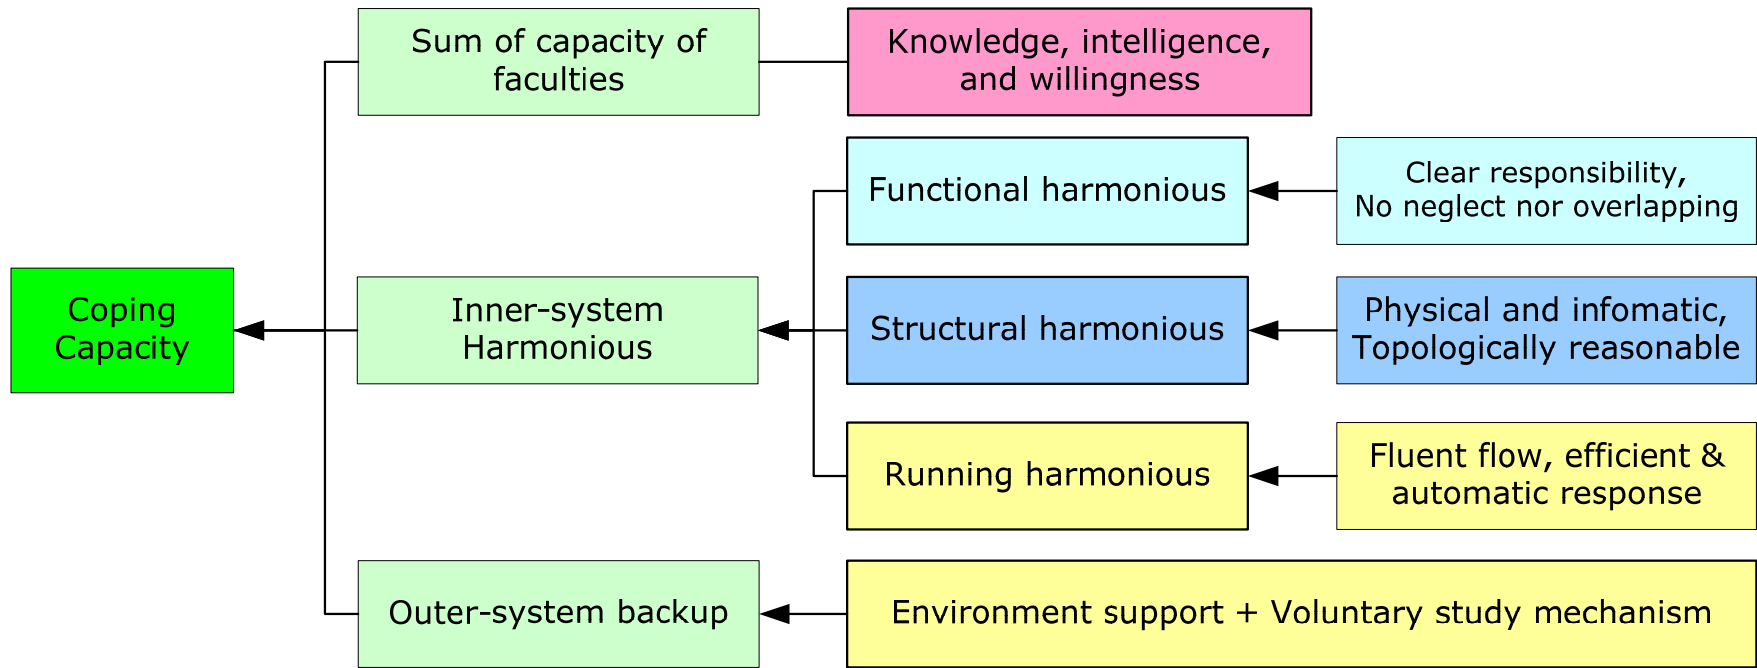 Sum of capacity of
faculties
Knowledge, intelligence,
and willingness
Functional harmonious
Clear responsibility,
No neglect nor overlapping
Coping
Capacity
Inner-system
Harmonious
Structural harmonious
Physical and infomatic,
Topologically reasonable
Running harmonious
Fluent flow, efficient &
automatic response
Outer-system backup
Environment support + Voluntary study mechanism